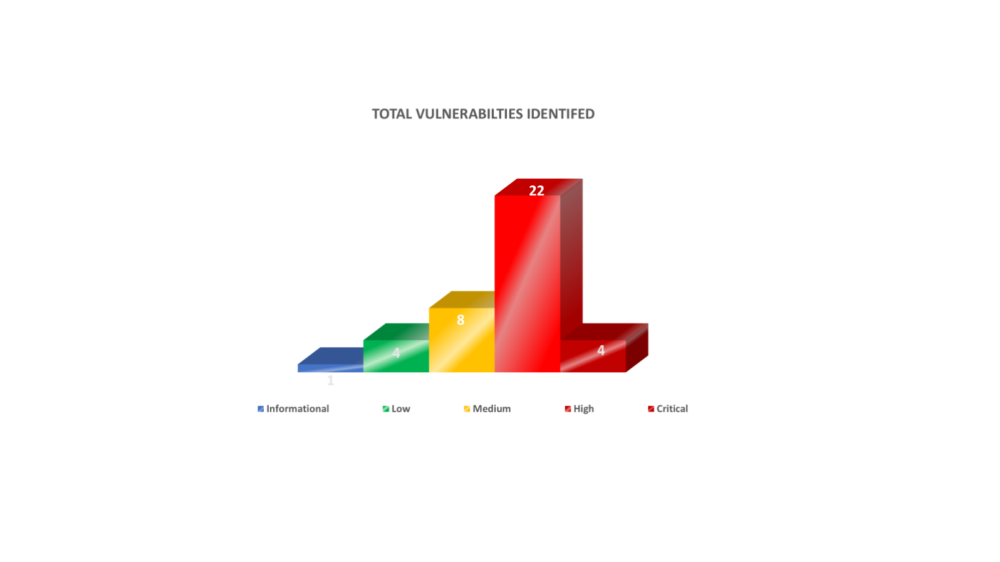 TOTAL VULNERABILTIES IDENTIFED
22
8
4
4
1
Informational Low Medium High Critical